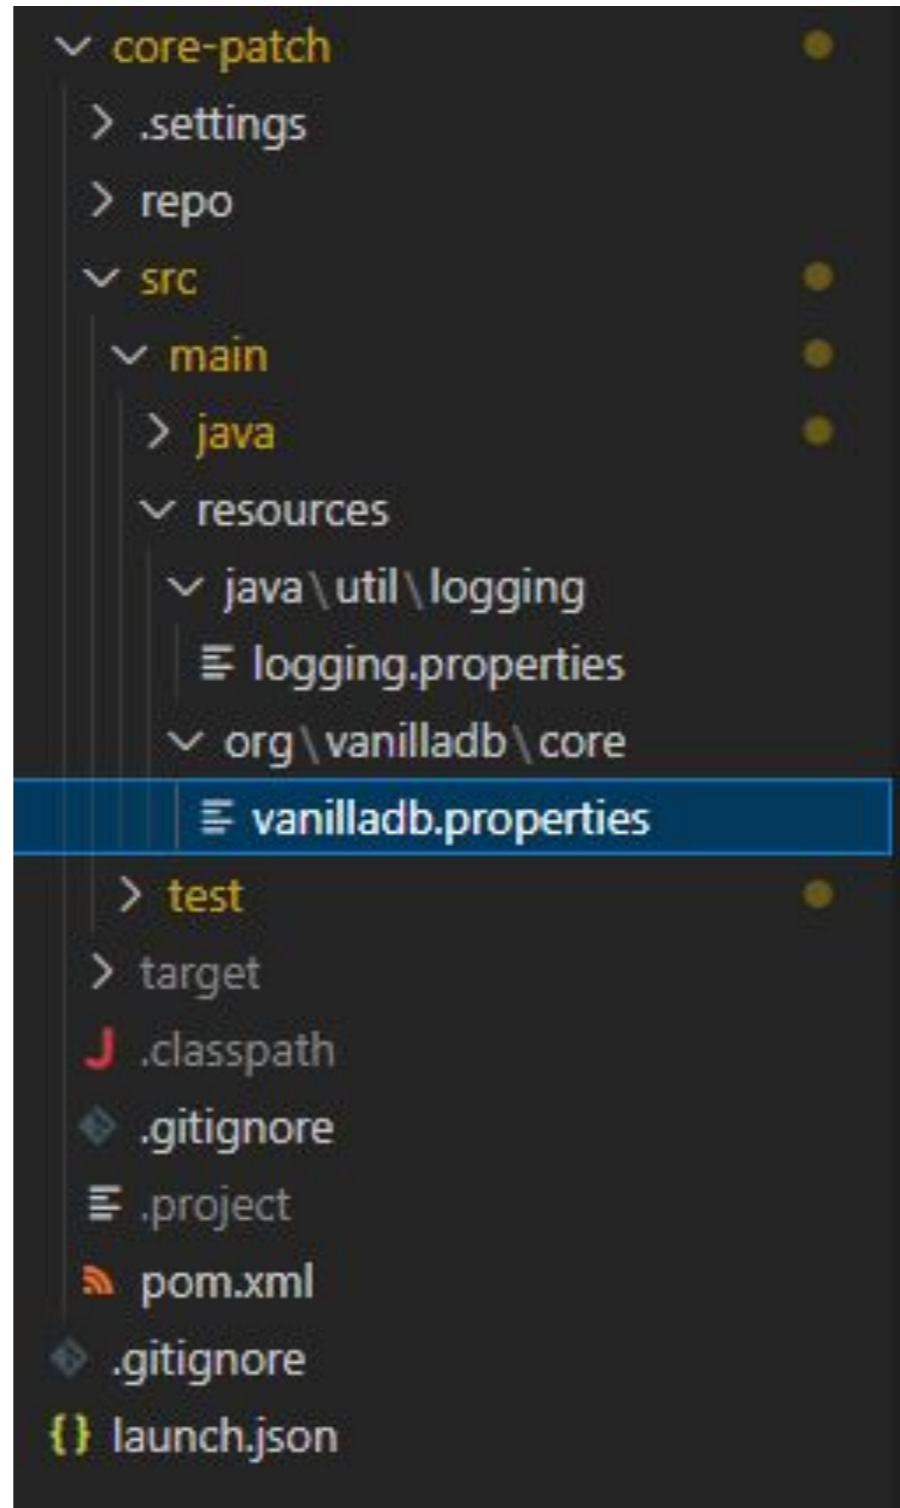 core-patch
.settings
repo
src
main
java
resources
java\util\logging
logging.properties
org\vanilladb\core
vanilladb.properties
test
target
.classpath
.gitignore
.project
pom.xml
.gitignore
launch.json